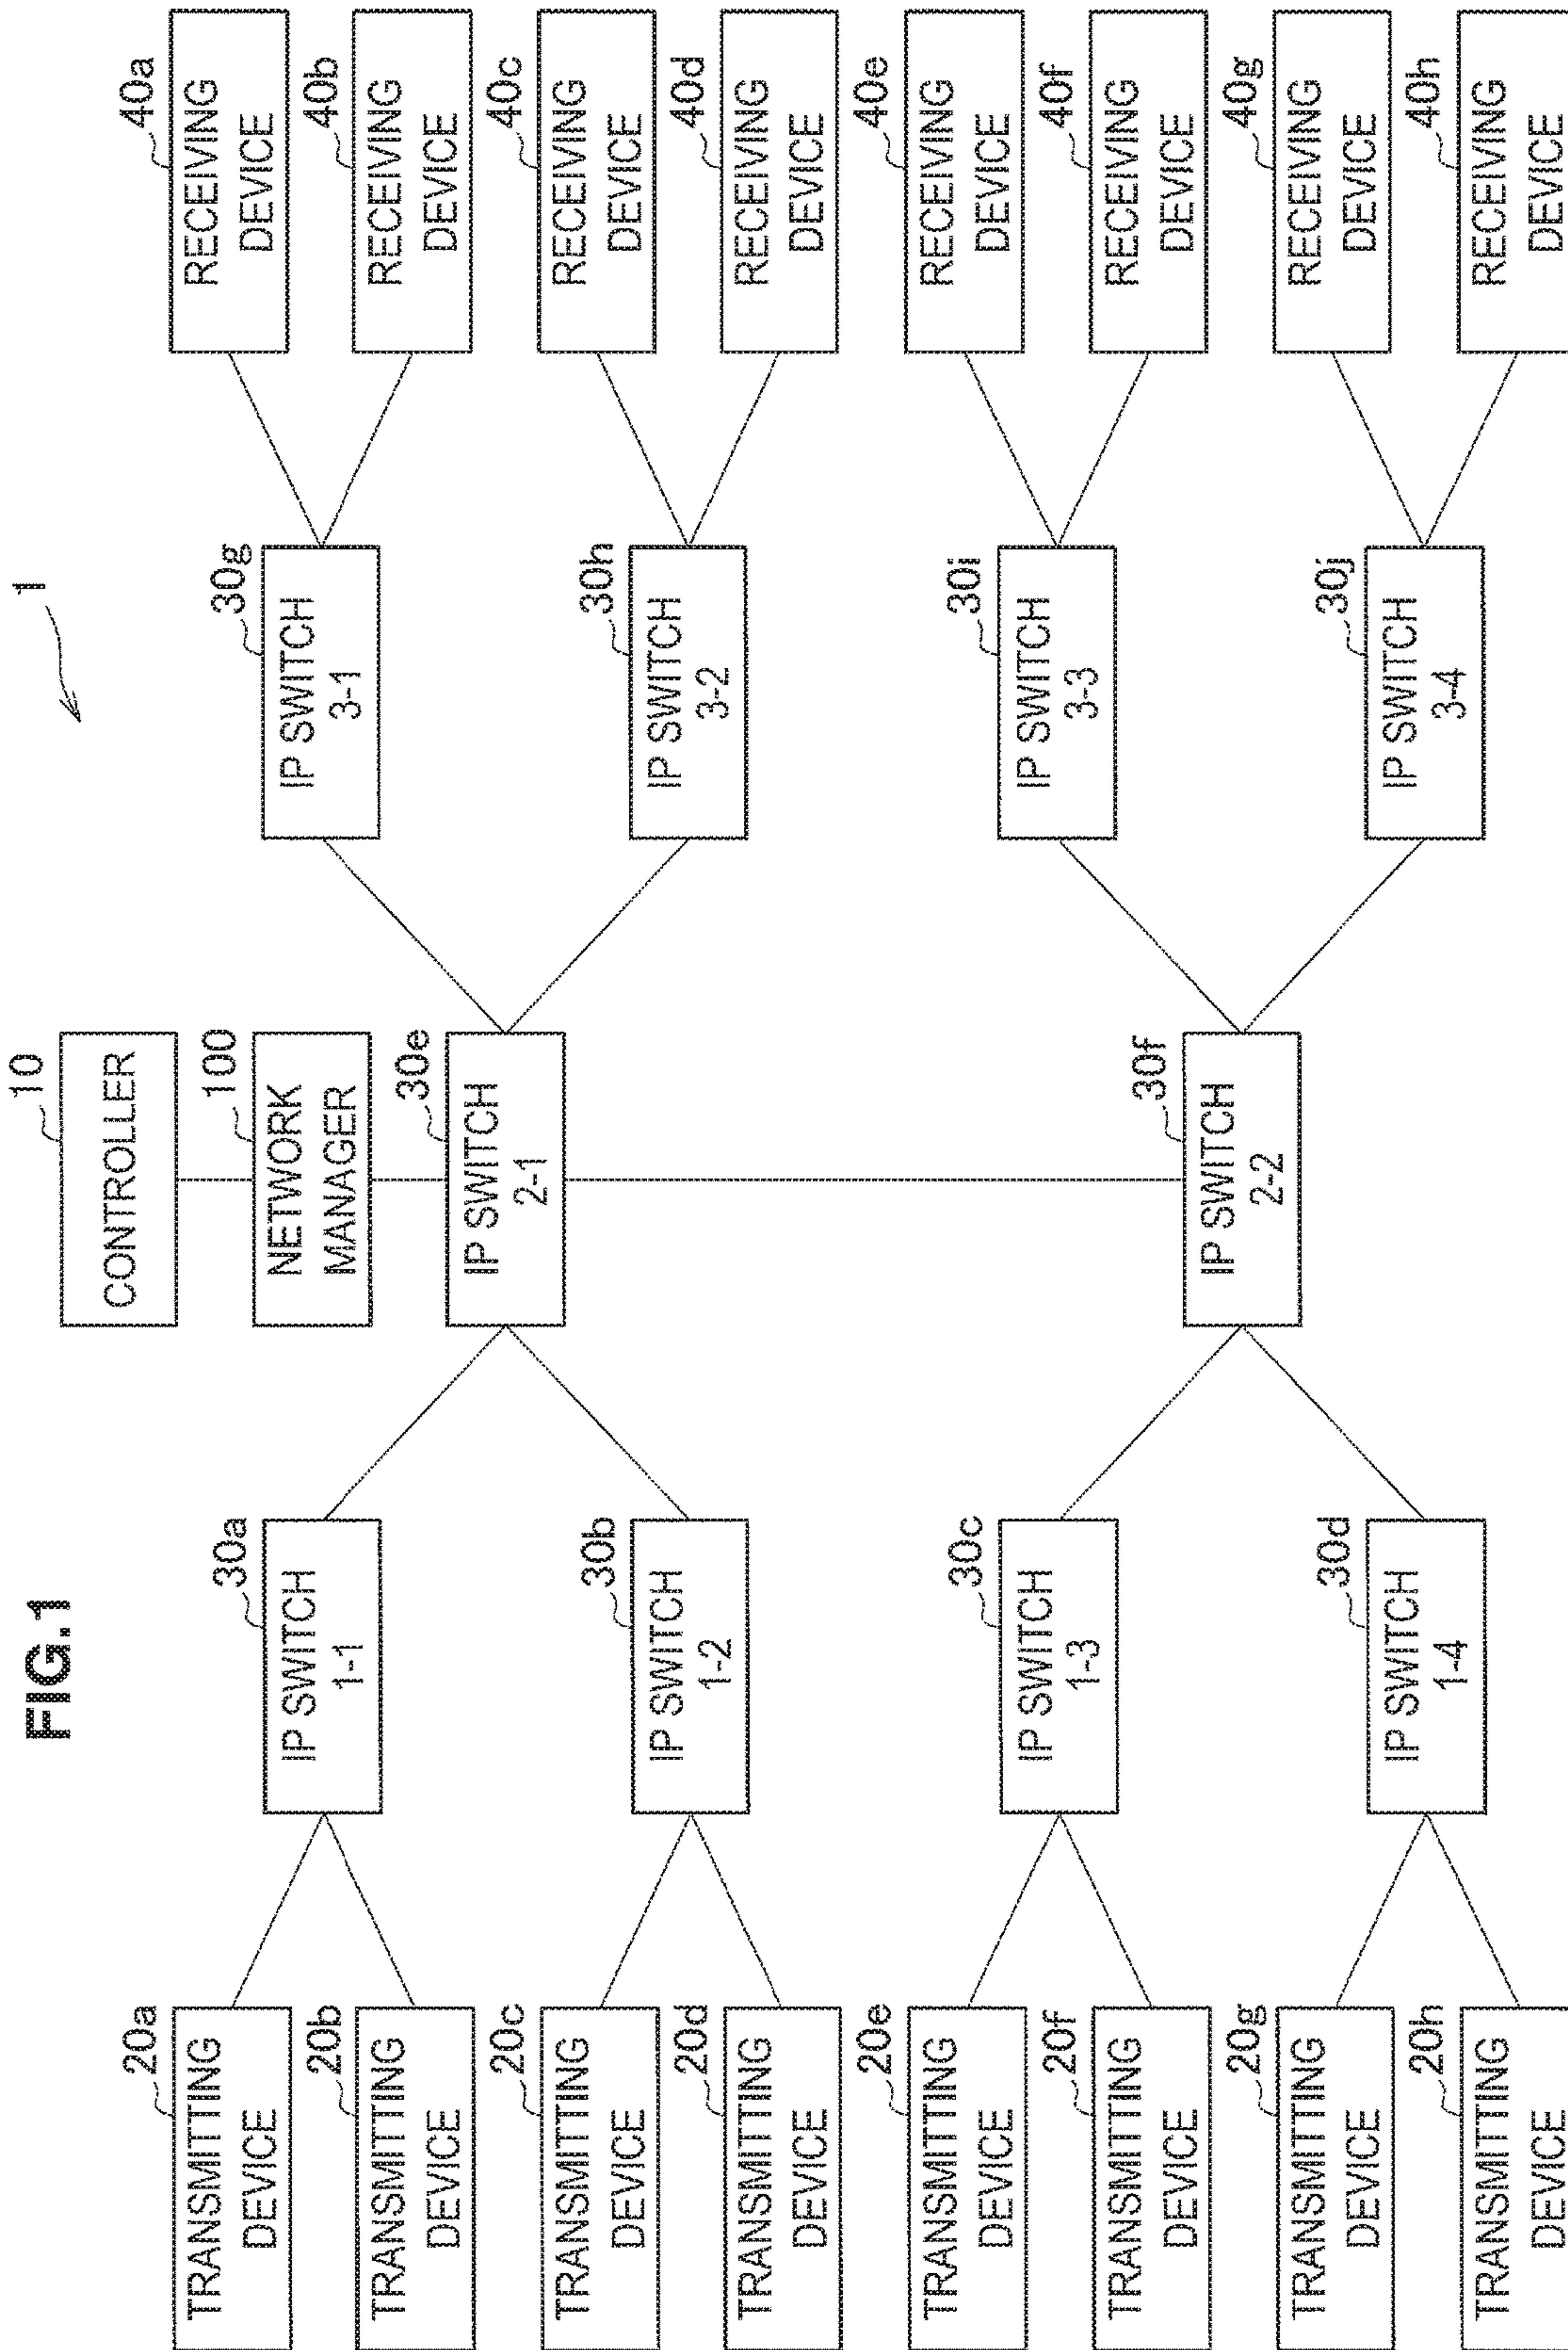 FIG.1
1
10
CONTROLLER
100
NETWORK
MANAGER
20a
TRANSMITTING
DEVICE
20b
TRANSMITTING
DEVICE
20c
TRANSMITTING
DEVICE
20d
TRANSMITTING
DEVICE
20e
TRANSMITTING
DEVICE
20f
TRANSMITTING
DEVICE
20g
TRANSMITTING
DEVICE
20h
TRANSMITTING
DEVICE
30a
IP SWITCH
1-1
30b
IP SWITCH
1-2
30c
IP SWITCH
1-3
30d
IP SWITCH
1-4
30e
IP SWITCH
2-1
30f
IP SWITCH
2-2
30g
IP SWITCH
3-1
30h
IP SWITCH
3-2
30i
IP SWITCH
3-3
30j
IP SWITCH
3-4
40a
RECEIVING
DEVICE
40b
RECEIVING
DEVICE
40c
RECEIVING
DEVICE
40d
RECEIVING
DEVICE
40e
RECEIVING
DEVICE
40f
RECEIVING
DEVICE
40g
RECEIVING
DEVICE
40h
RECEIVING
DEVICE